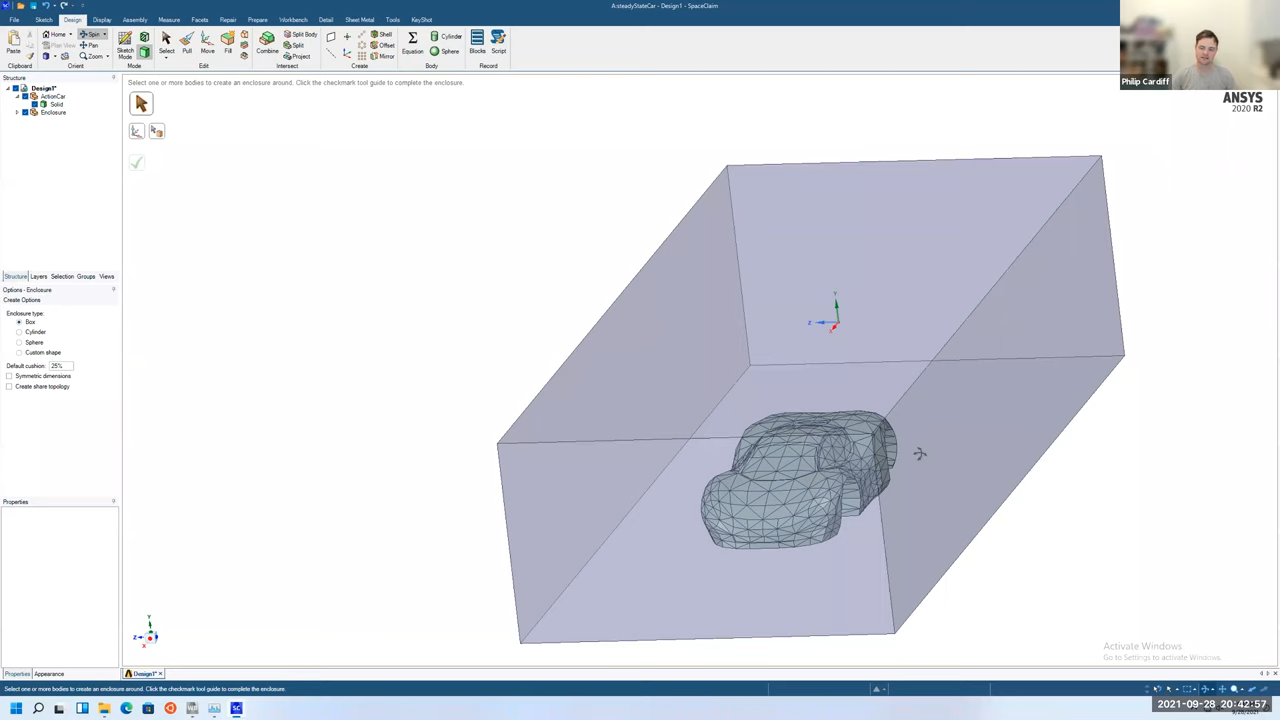 A:steadyStateCar - Design1 - SpaceClaim
File Sketch Design Display Assembly Measure Facets Repair Prepare Workbench Detail Sheet Metal Tools KeyShot
Paste
Clipboard
Home
Spin
Plan View
Pan
Zoom
Orient
Sketch
Mode
Mode
Select
Pull
Move
Fill
Edit
Combine
Split Body
Split
Project
Intersect
Shell
Offset
Mirror
Create
Equation
Cylinder
Sphere
Body
Blocks
Script
Record
Philip Cardiff
ANSYS
2020 R2
Structure
Design1*
ActionCar
Solid
Enclosure
Select one or more bodies to create an enclosure around. Click the checkmark tool guide to complete the enclosure.
Structure Layers Selection Groups Views
Options - Enclosure
Create Options
Enclosure type:
Box
Cylinder
Sphere
Custom shape
Default cushion: 25%
Symmetric dimensions
Create share topology
Properties
Y
Z
X
Y
Z
X
Activate Windows
Go to Settings to activate Windows.
Properties Appearance
Design1*
Select one or more bodies to create an enclosure around. Click the checkmark tool guide to complete the enclosure.
2021-09-28 20:42:57